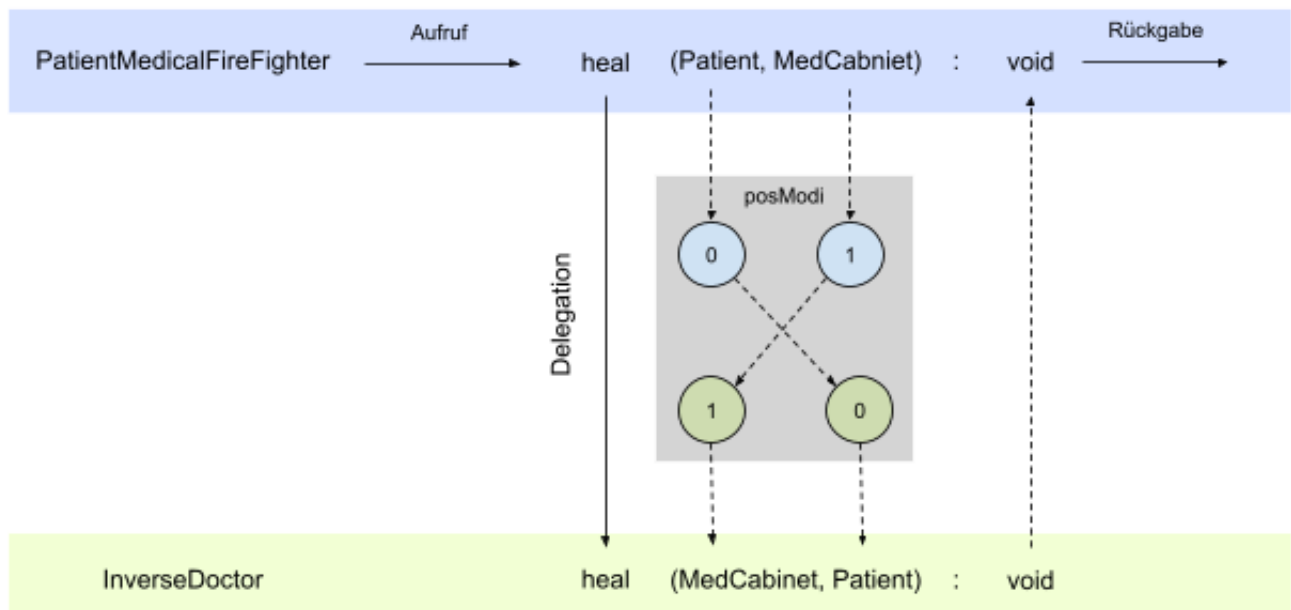 Aufruf
Rückgabe
PatientMedicalFireFighter heal (Patient, MedCabniet) : void
posModi
0 1
Delegation
1 0
InverseDoctor heal (MedCabinet, Patient) : void